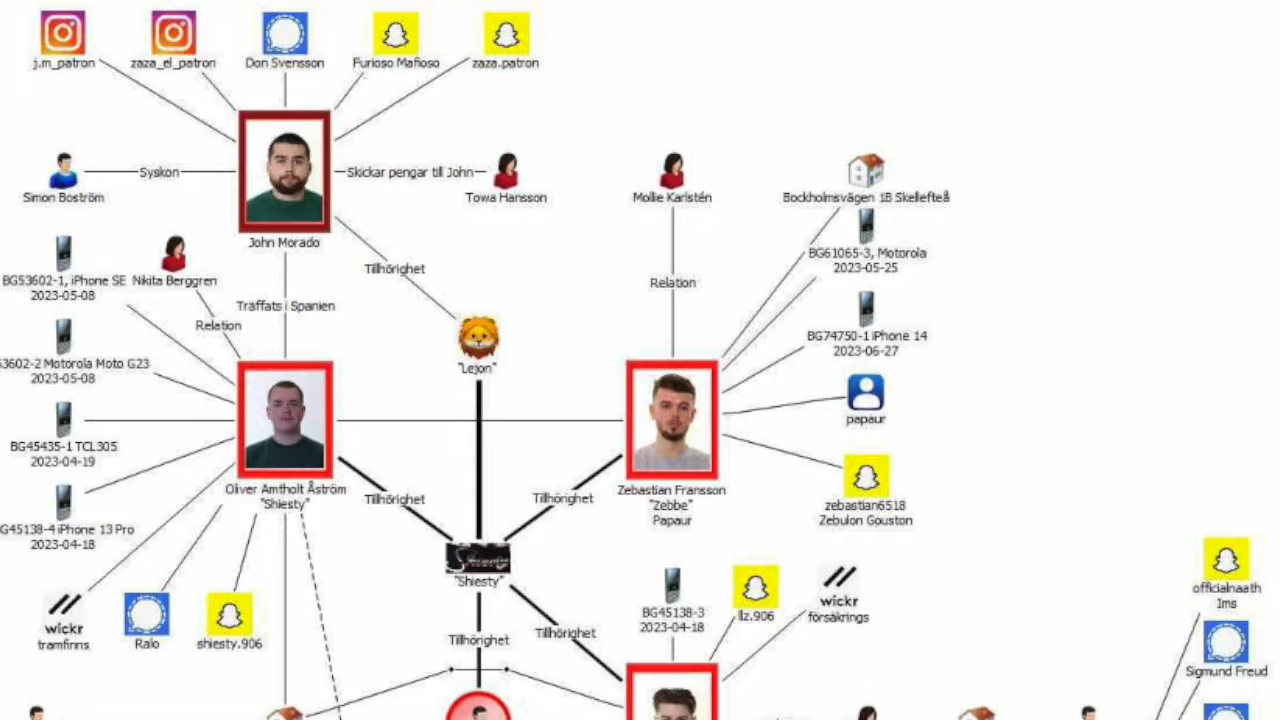 j.m_patron
zaza_el_patron
Don Svensson
Furioso Mafioso
zaza.patron
Syskon
Skickar pengar till John
Simon Boström
Towa Hansson
Mollie Karlstén
Bockholmsvägen 1B Skellefteå
John Morado
BG61065-3, Motorola
2023-05-25
Tillhörighet
BG53602-1, iPhone SE
2023-05-08
Nikita Berggren
Relation
Träffats i Spanien
Relation
BG74750-1 iPhone 14
2023-06-27
3602-2 Motorola Moto G23
2023-05-08
"Lejon"
papaur
BG45435-1 TCL305
2023-04-19
Oliver Amtholt Åström
"Shiesty"
Tillhörighet
Tillhörighet
Zebastian Fransson
"Zebbe"
Papaur
zebastian6518
Zebulon Gouston
G45138-4 iPhone 13 Pro
2023-04-18
"Shiesty"
wickr
tramfinns
Ralo
shiesty.906
Tillhörighet
Tillhörighet
BG45138-3
2023-04-18
llz.906
wickr
försäkrings
officialnaath
Ims
Sigmund Freud